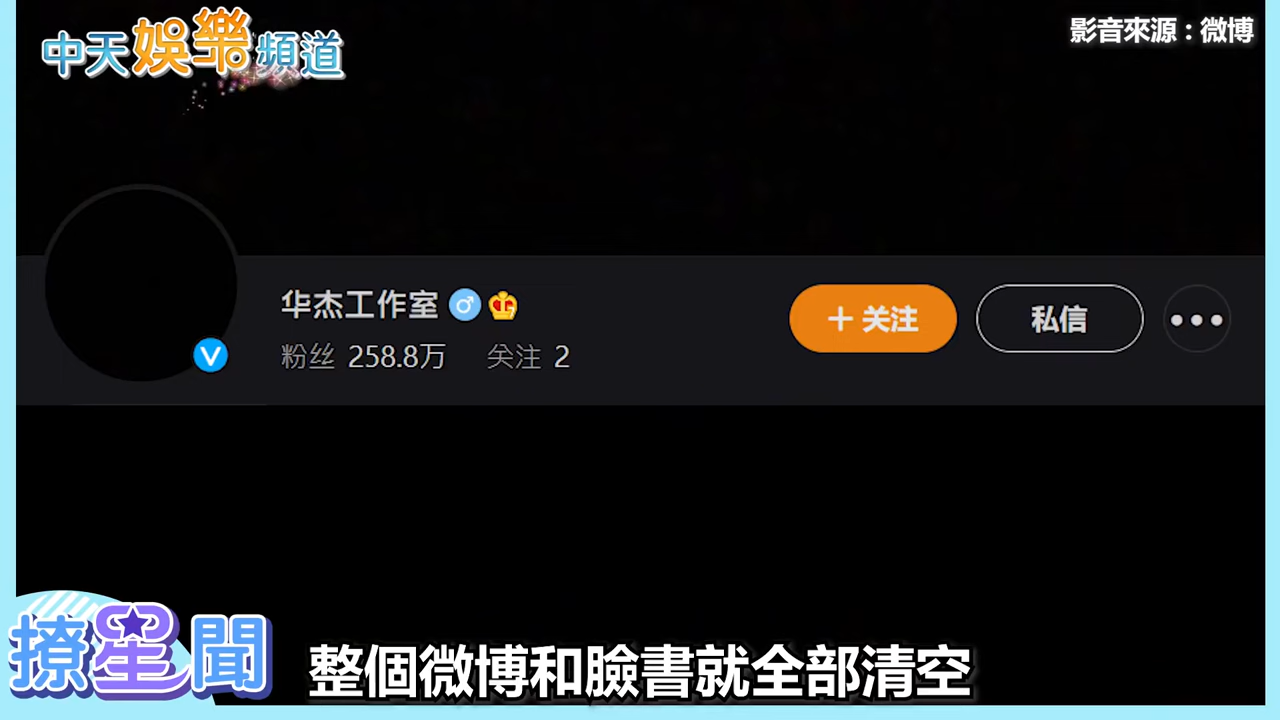 中天娛樂頻道
影音來源：微博
华杰工作室
粉丝 258.8万 关注 2
+ 关注
私信
撩星聞
整個微博和臉書就全部清空